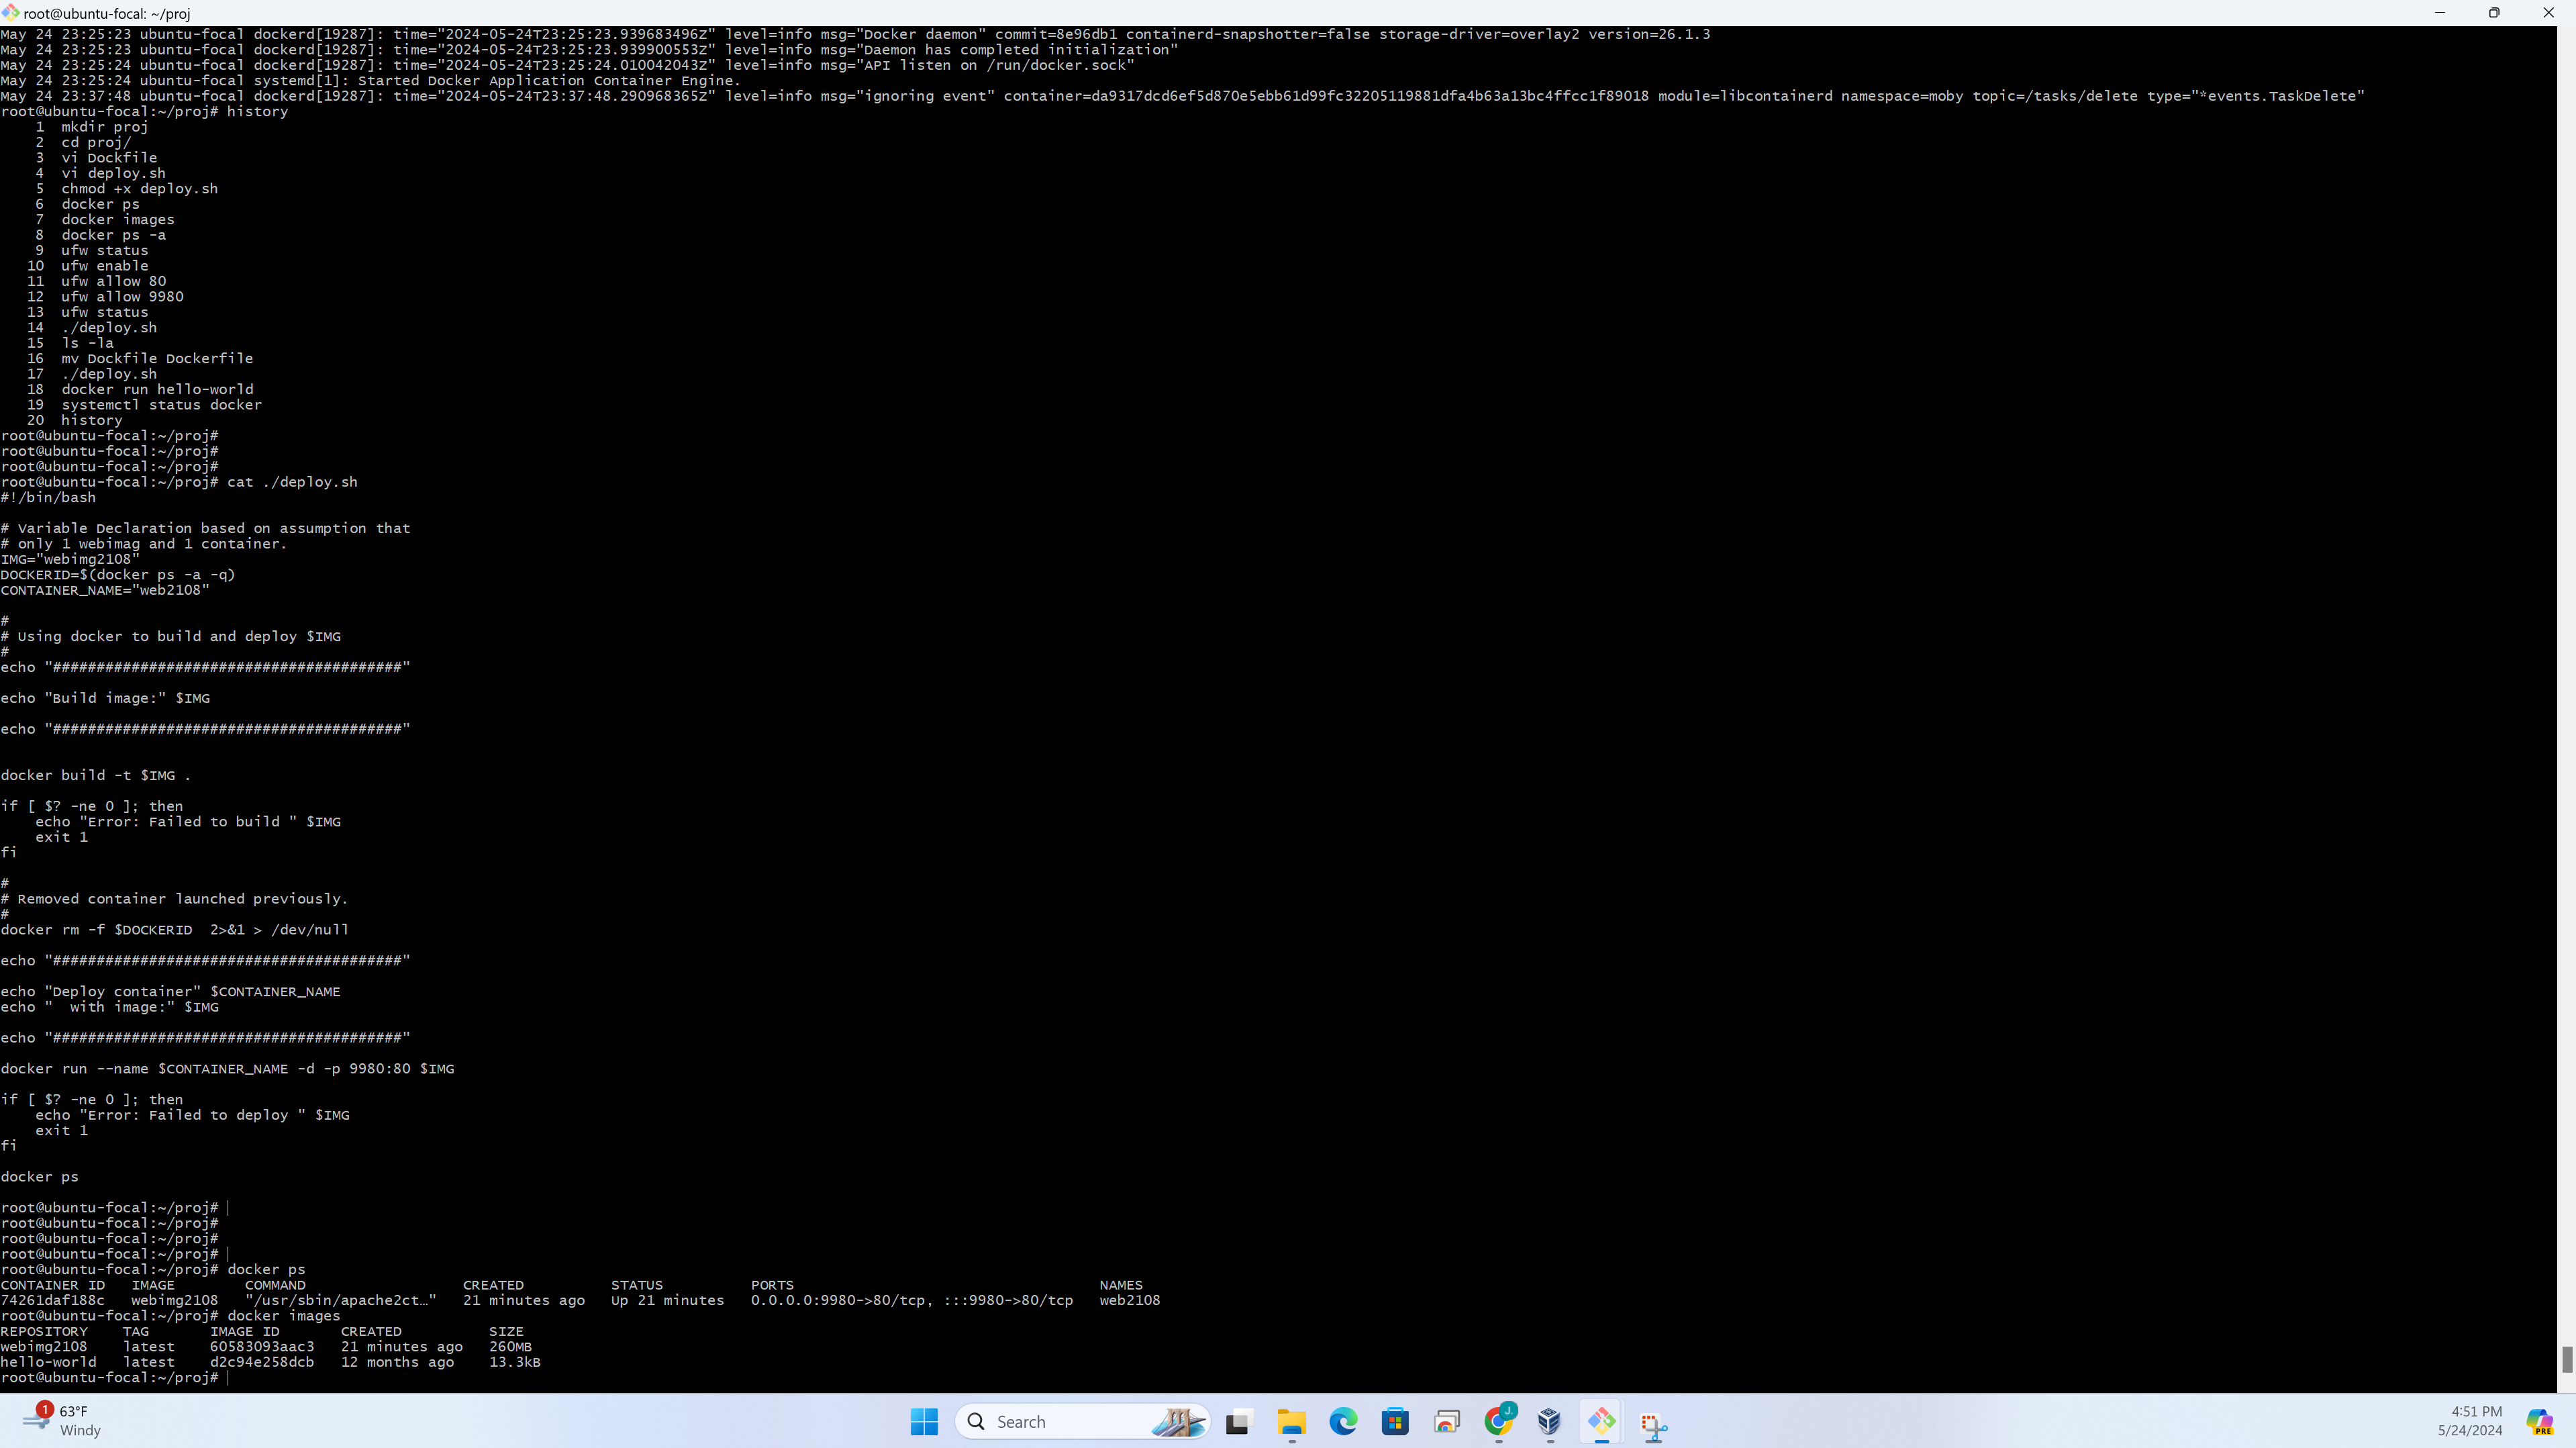 root@ubuntu-focal: ~/proj
May 24 23:25:23 ubuntu-focal dockerd[19287]: time="2024-05-24T23:25:23.939683496Z" level=info msg="Docker daemon" commit=8e96db1 containerd-snapshotter=false storage-driver=overlay2 version=26.1.3
May 24 23:25:23 ubuntu-focal dockerd[19287]: time="2024-05-24T23:25:23.939900553Z" level=info msg="Daemon has completed initialization"
May 24 23:25:24 ubuntu-focal dockerd[19287]: time="2024-05-24T23:25:24.010042043Z" level=info msg="API listen on /run/docker.sock"
May 24 23:25:24 ubuntu-focal systemd[1]: Started Docker Application Container Engine.
May 24 23:37:48 ubuntu-focal dockerd[19287]: time="2024-05-24T23:37:48.290968365Z" level=info msg="ignoring event" container=da9317dcd6ef5d870e5ebb61d99fc32205119881dfa4b63a13bc4ffcc1f89018 module=libcontainerd namespace=moby topic=/tasks/delete type="*events.TaskDelete"
root@ubuntu-focal:~/proj# history
1 mkdir proj
2 cd proj/
3 vi Dockfile
4 vi deploy.sh
5 chmod +x deploy.sh
6 docker ps
7 docker images
8 docker ps -a
9 ufw status
10 ufw enable
11 ufw allow 80
12 ufw allow 9980
13 ufw status
14 ./deploy.sh
15 ls -la
16 mv Dockfile Dockerfile
17 ./deploy.sh
18 docker run hello-world
19 systemctl status docker
20 history
root@ubuntu-focal:~/proj#
root@ubuntu-focal:~/proj#
root@ubuntu-focal:~/proj#
root@ubuntu-focal:~/proj# cat ./deploy.sh
#!/bin/bash
# Variable Declaration based on assumption that
# only 1 webimag and 1 container.
IMG="webimg2108"
DOCKERID=$(docker ps -a -q)
CONTAINER_NAME="web2108"
#
# Using docker to build and deploy $IMG
#
echo "########################################"
echo "Build image:" $IMG
echo "########################################"
docker build -t $IMG .
if [ $? -ne 0 ]; then
echo "Error: Failed to build " $IMG
exit 1
fi
#
# Removed container launched previously.
#
docker rm -f $DOCKERID 2>&1 > /dev/null
echo "########################################"
echo "Deploy container" $CONTAINER_NAME
echo "  with image:" $IMG
echo "########################################"
docker run --name $CONTAINER_NAME -d -p 9980:80 $IMG
if [ $? -ne 0 ]; then
echo "Error: Failed to deploy " $IMG
exit 1
fi
docker ps
root@ubuntu-focal:~/proj#
root@ubuntu-focal:~/proj#
root@ubuntu-focal:~/proj#
root@ubuntu-focal:~/proj#
root@ubuntu-focal:~/proj# docker ps
CONTAINER ID IMAGE COMMAND CREATED STATUS PORTS NAMES
74261daf188c webimg2108 "/usr/sbin/apache2ct…" 21 minutes ago Up 21 minutes 0.0.0.0:9980->80/tcp, :::9980->80/tcp web2108
root@ubuntu-focal:~/proj# docker images
REPOSITORY TAG IMAGE ID CREATED SIZE
webimg2108 latest 60583093aac3 21 minutes ago 260MB
hello-world latest d2c94e258dcb 12 months ago 13.3kB
root@ubuntu-focal:~/proj#
1
63°F
Windy
Search
J.
4:51 PM
5/24/2024
PRE